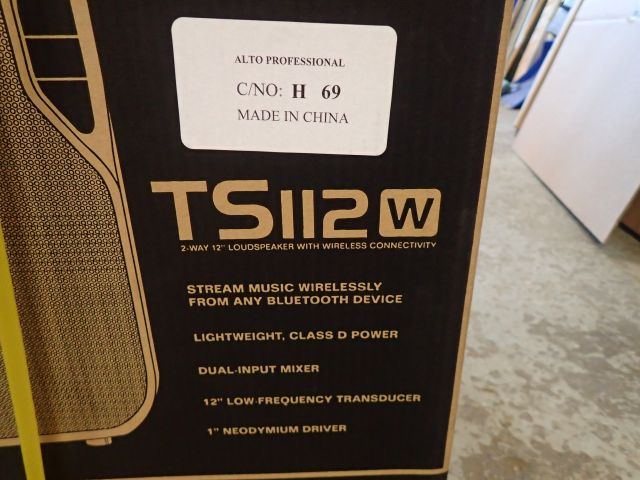 ALTO PROFESSIONAL
C/NO: H 69
MADE IN CHINA
TS112W
2-WAY 12" LOUDSPEAKER WITH WIRELESS CONNECTIVITY
STREAM MUSIC WIRELESSLY
FROM ANY BLUETOOTH DEVICE
LIGHTWEIGHT, CLASS D POWER
DUAL-INPUT MIXER
12" LOW-FREQUENCY TRANSDUCER
1" NEODYMIUM DRIVER